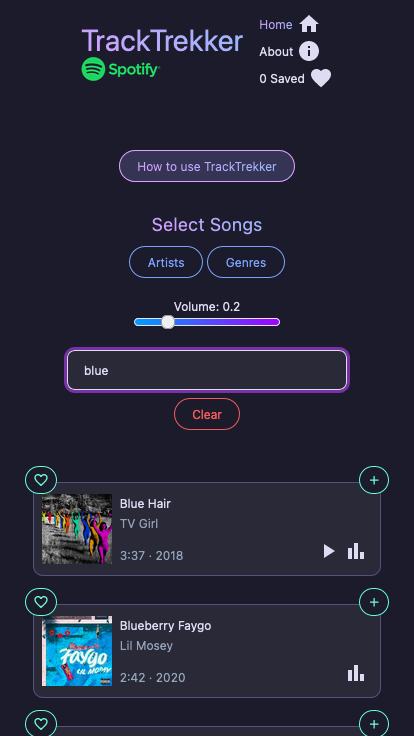 TrackTrekker
Spotify
Home
About
0 Saved
How to use TrackTrekker
Select Songs
Artists
Genres
Volume: 0.2
blue
Clear
Blue Hair
TV Girl
3:37 · 2018
Blueberry Faygo
Lil Mosey
2:42 · 2020
Faygo
LIL MOSEY